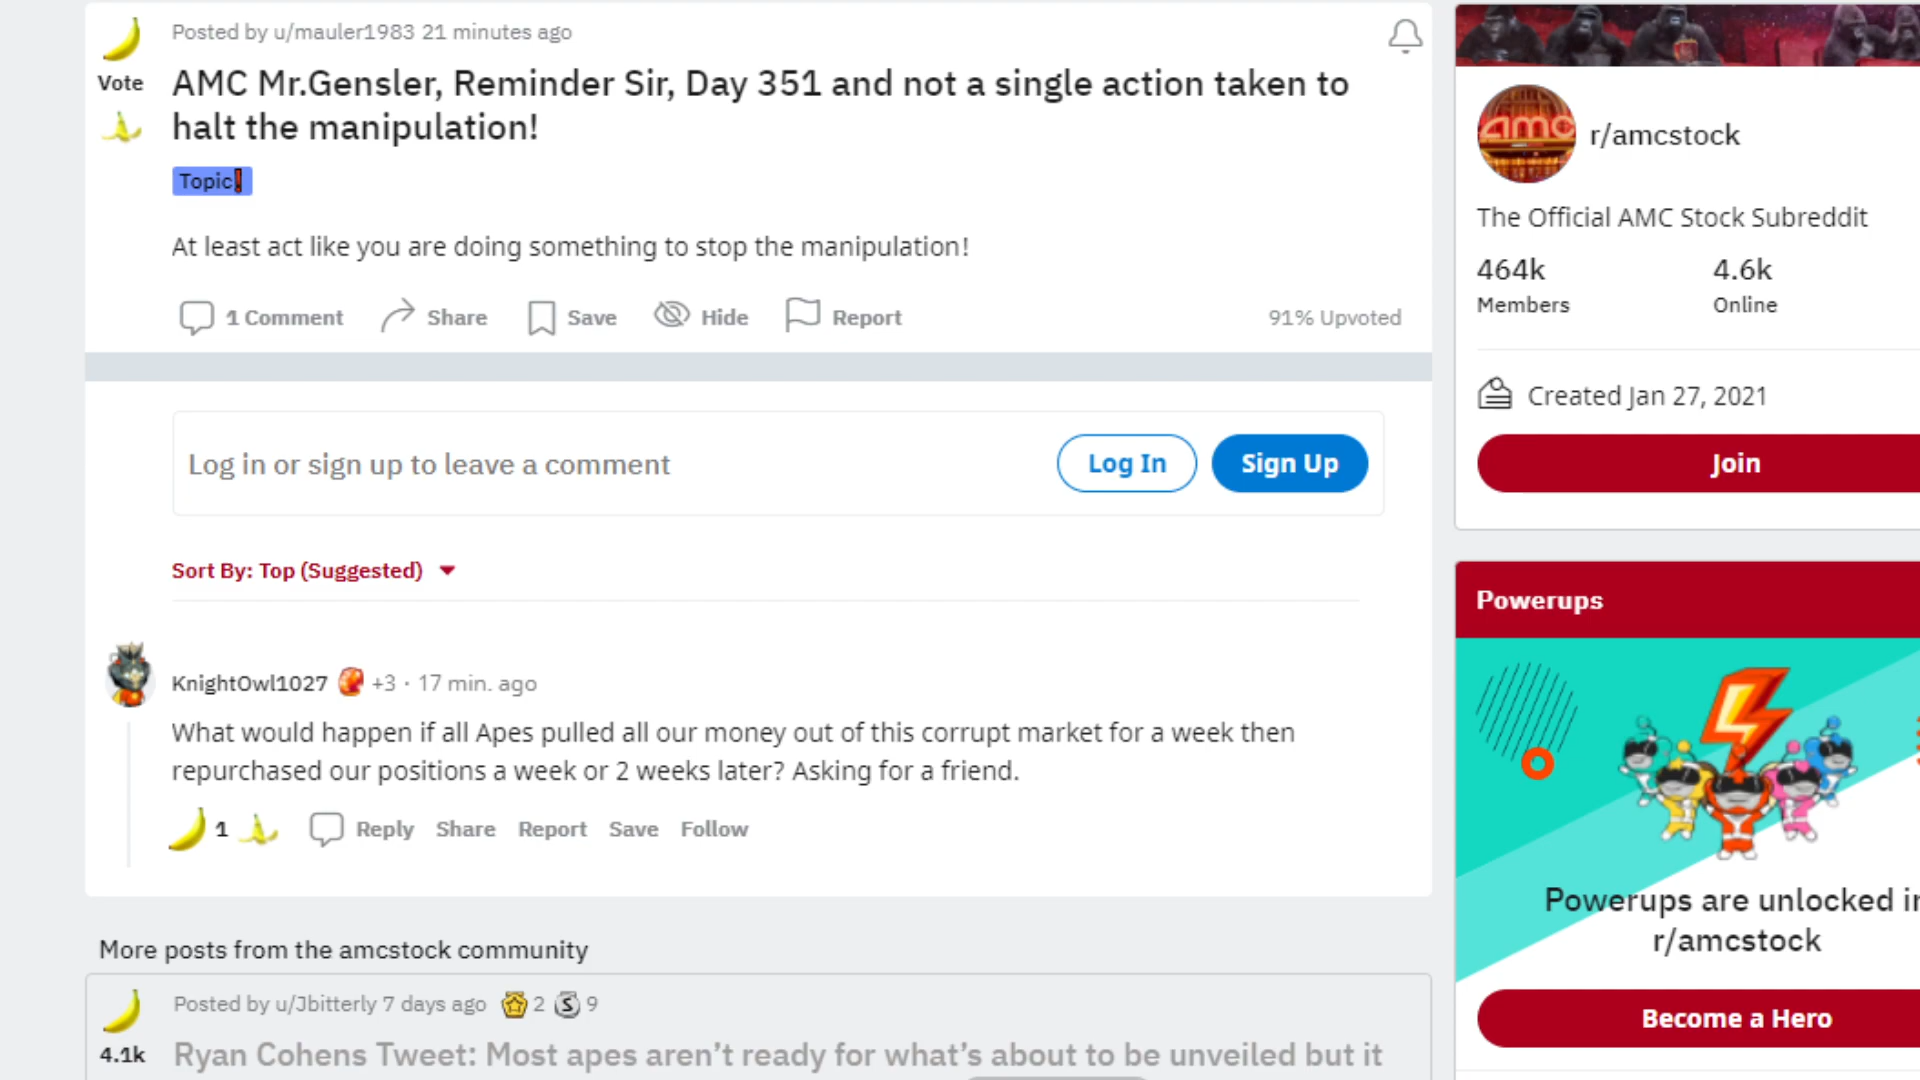 Posted by u/mauler1983 21 minutes ago
Vote
AMC Mr.Gensler, Reminder Sir, Day 351 and not a single action taken to
halt the manipulation!
Topic❗
At least act like you are doing something to stop the manipulation!
1 Comment Share Save Hide Report 91% Upvoted
Log in or sign up to leave a comment Log In Sign Up
Sort By: Top (Suggested)
KnightOwl1027 +3 · 17 min. ago
What would happen if all Apes pulled all our money out of this corrupt market for a week then
repurchased our positions a week or 2 weeks later? Asking for a friend.
1 Reply Share Report Save Follow
More posts from the amcstock community
Posted by u/Jbitterly 7 days ago 2 S 9
4.1k
Ryan Cohens Tweet: Most apes aren't ready for what's about to be unveiled but it
amc
r/amcstock
The Official AMC Stock Subreddit
464k 4.6k
Members Online
Created Jan 27, 2021
Join
Powerups
Powerups are unlocked in
r/amcstock
Become a Hero